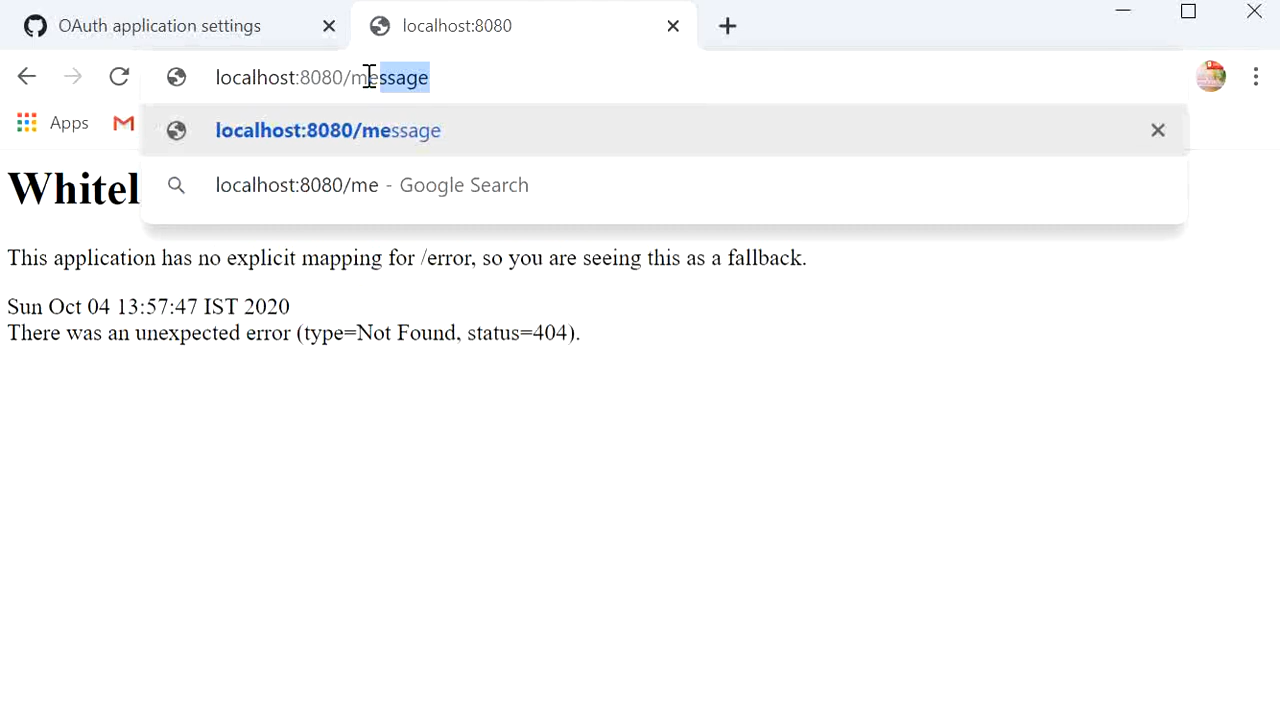 OAuth application settings
localhost:8080
localhost:8080/message
Apps
localhost:8080/message
localhost:8080/me - Google Search
Whitel
This application has no explicit mapping for /error, so you are seeing this as a fallback.
Sun Oct 04 13:57:47 IST 2020
There was an unexpected error (type=Not Found, status=404).